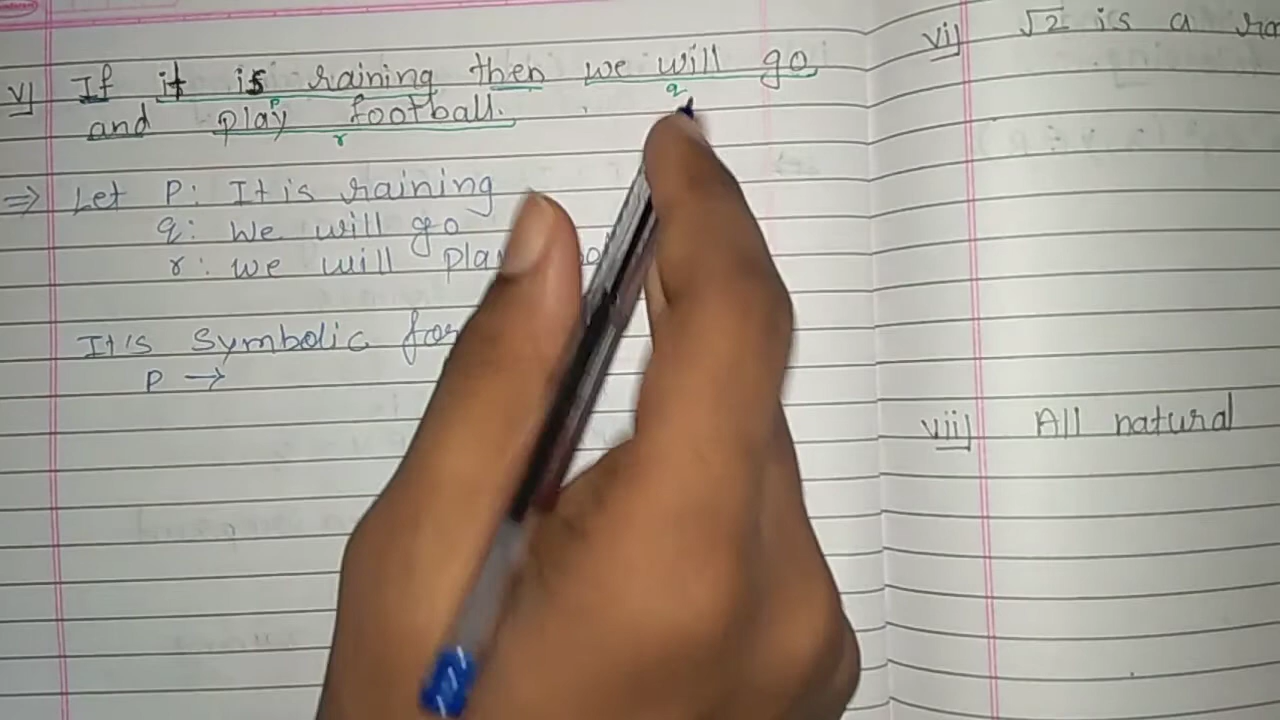 v) If it is raining then we will go
p q
and play football.
r
⇒ Let P: It is raining
q: We will go
r: we will
It's Symbolic
P →
vi) √2 is a
vii) All natural